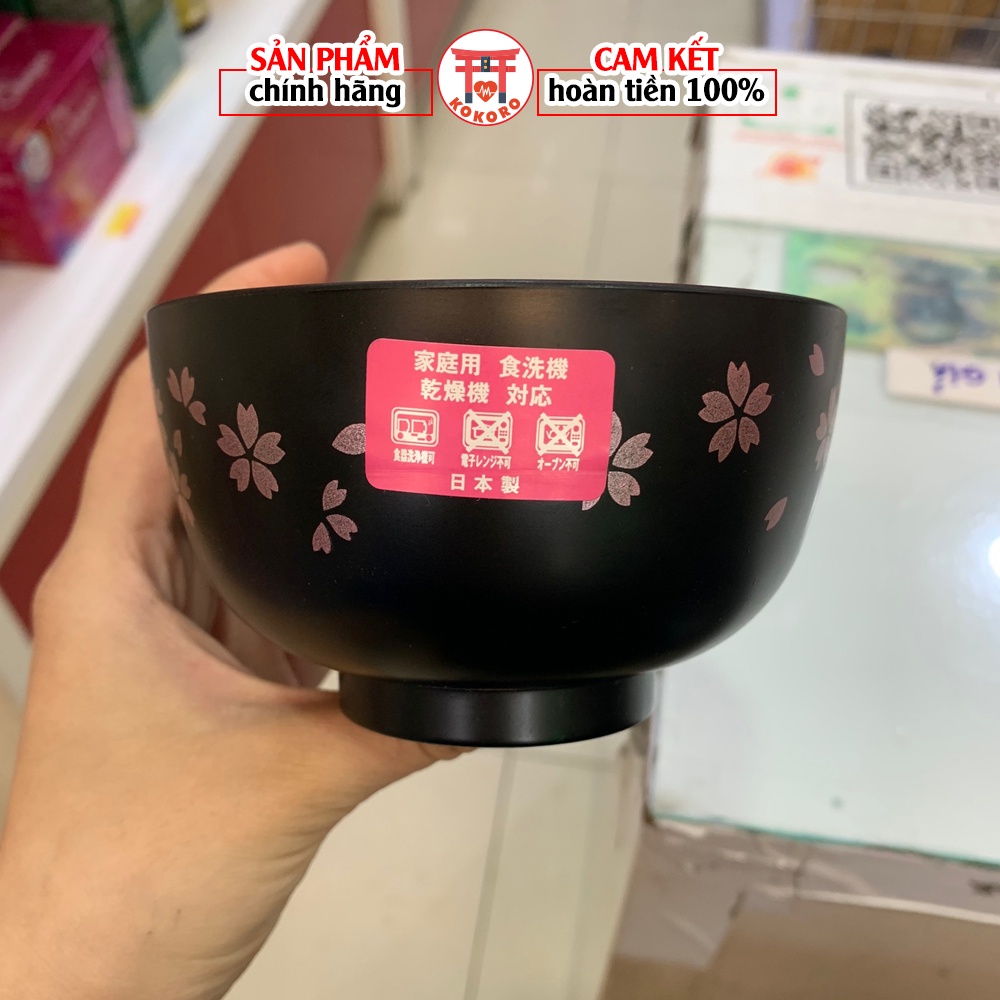 SẢN PHẨM
chính hãng
KOKORO
CAM KẾT
hoàn tiền 100%
家庭用 食洗機
乾燥機 対応
食器洗浄機可
電子レンジ不可
オーブン不可
日本製